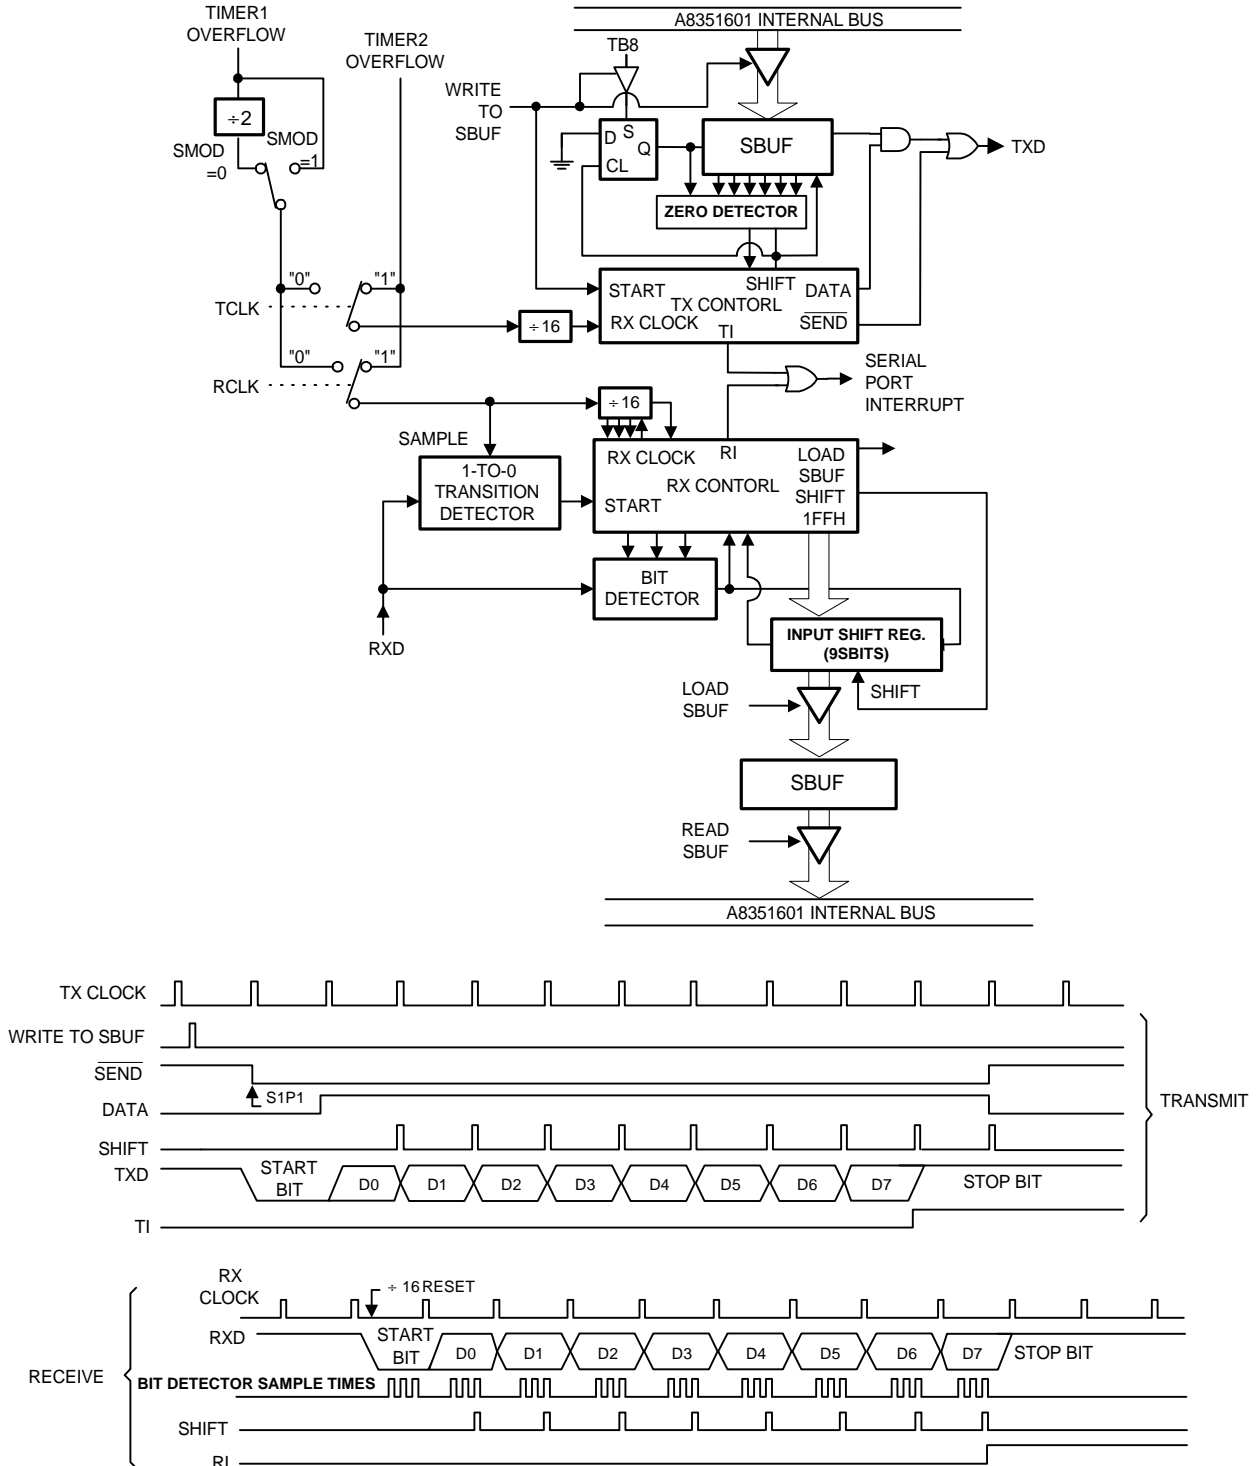 TIMER1
OVERFLOW
TIMER2
OVERFLOW
A8351601 INTERNAL BUS
TB8
WRITE
TO
SBUF
÷2
SMOD
=0
SMOD
=1
D S
Q
CL
SBUF
TXD
ZERO DETECTOR
"0"
"1"
TCLK
START
SHIFT
DATA
TX CONTORL
RX CLOCK
SEND
TI
÷16
"0"
"1"
RCLK
SERIAL
PORT
INTERRUPT
÷16
SAMPLE
1-TO-0
TRANSITION
DETECTOR
RX CLOCK
RI
LOAD
SBUF
RX CONTORL
SHIFT
START
1FFH
BIT
DETECTOR
RXD
INPUT SHIFT REG.
(9SBITS)
LOAD
SBUF
SHIFT
SBUF
READ
SBUF
A8351601 INTERNAL BUS
TX CLOCK
WRITE TO SBUF
SEND
S1P1
DATA
TRANSMIT
SHIFT
TXD
START
BIT
D0 D1 D2 D3 D4 D5 D6 D7
STOP BIT
TI
RX
CLOCK
÷ 16 RESET
RXD
START
BIT
D0 D1 D2 D3 D4 D5 D6 D7
STOP BIT
RECEIVE
BIT DETECTOR SAMPLE TIMES
SHIFT
RI